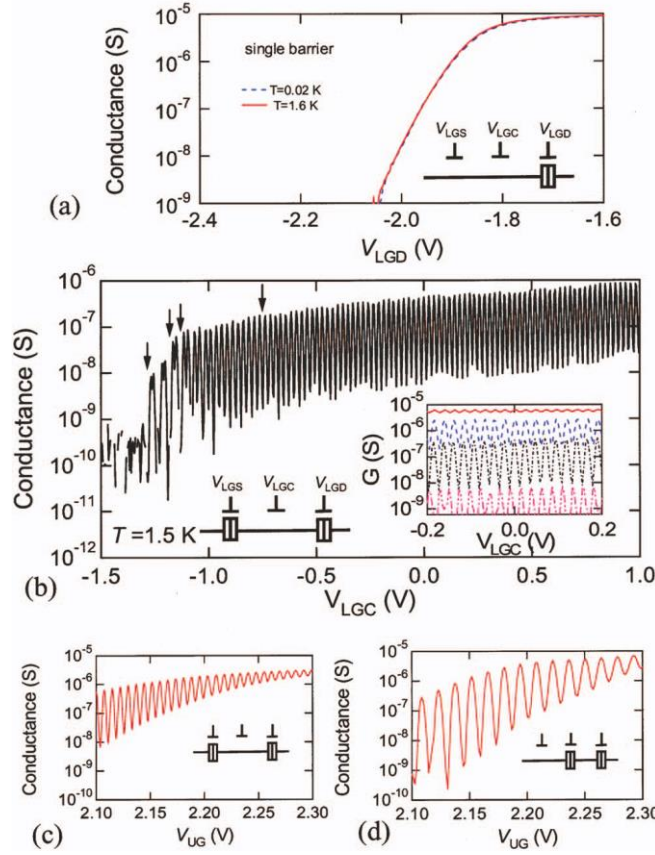 10⁻⁵
10⁻⁶
10⁻⁷
10⁻⁸
10⁻⁹
Conductance (S)
single barrier
T=0.02 K
T=1.6 K
V_LGS V_LGC V_LGD
-2.4 -2.2 -2.0 -1.8 -1.6
V_LGD (V)
(a)
10⁻⁶
10⁻⁷
10⁻⁸
10⁻⁹
10⁻¹⁰
10⁻¹¹
10⁻¹²
Conductance (S)
V_LGS V_LGC V_LGD
T =1.5 K
10⁻⁵
10⁻⁶
10⁻⁷
10⁻⁸
10⁻⁹
G (S)
-0.2 0.0 0.2
V_LGC (V)
-1.5 -1.0 -0.5 0.0 0.5 1.0
V_LGC (V)
(b)
10⁻⁵
10⁻⁶
10⁻⁷
10⁻⁸
10⁻⁹
10⁻¹⁰
Conductance (S)
2.10 2.15 2.20 2.25 2.30
V_UG (V)
(c)
10⁻⁵
10⁻⁶
10⁻⁷
10⁻⁸
10⁻⁹
10⁻¹⁰
Conductance (S)
2.10 2.15 2.20 2.25 2.30
V_UG (V)
(d)